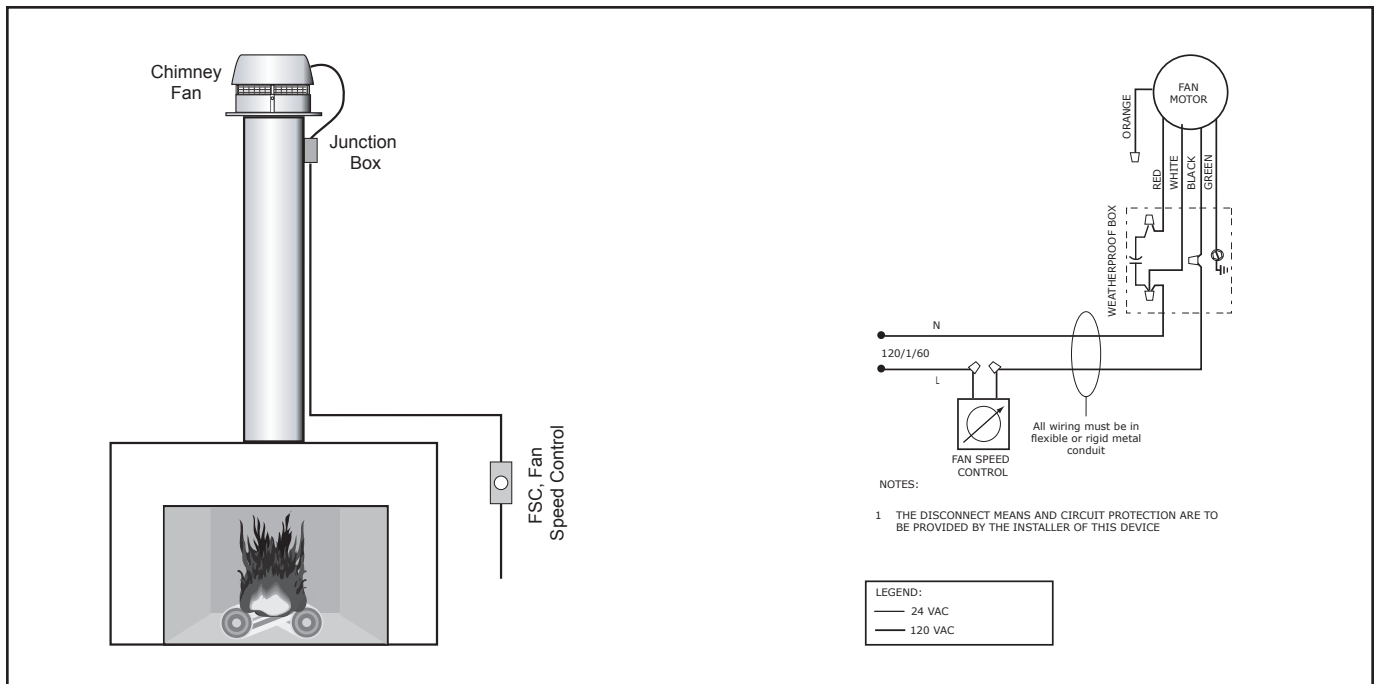 Chimney
Fan
Junction
Box
FSC, Fan
Speed Control
FAN
MOTOR
ORANGE
RED
WHITE
BLACK
GREEN
WEATHERPROOF BOX
N
120/1/60
L
All wiring must be in
flexible or rigid metal
conduit
FAN SPEED
CONTROL
NOTES:
1 THE DISCONNECT MEANS AND CIRCUIT PROTECTION ARE TO
BE PROVIDED BY THE INSTALLER OF THIS DEVICE
LEGEND:
24 VAC
120 VAC